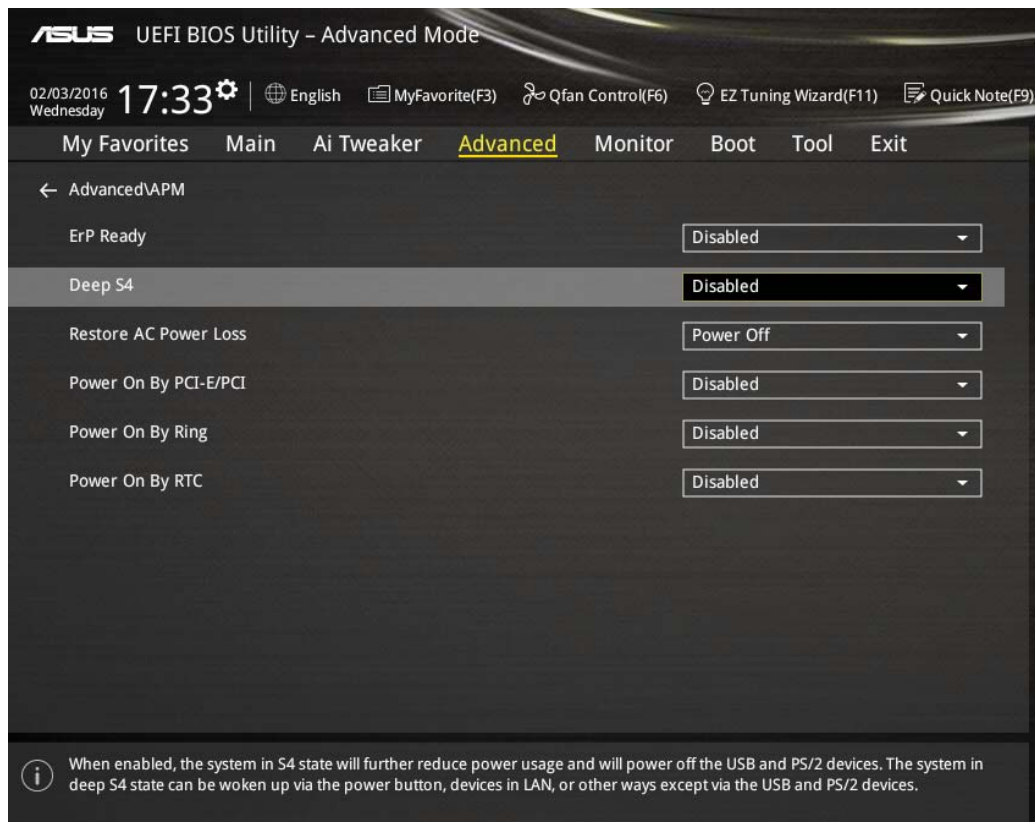 ASUS UEFI BIOS Utility – Advanced Mode
02/03/2016
Wednesday
17:33
English MyFavorite(F3) Qfan Control(F6) EZ Tuning Wizard(F11) Quick Note(F9)
My Favorites Main Ai Tweaker Advanced Monitor Boot Tool Exit
← Advanced\APM
ErP Ready Disabled
Deep S4 Disabled
Restore AC Power Loss Power Off
Power On By PCI-E/PCI Disabled
Power On By Ring Disabled
Power On By RTC Disabled
When enabled, the system in S4 state will further reduce power usage and will power off the USB and PS/2 devices. The system in
deep S4 state can be woken up via the power button, devices in LAN, or other ways except via the USB and PS/2 devices.